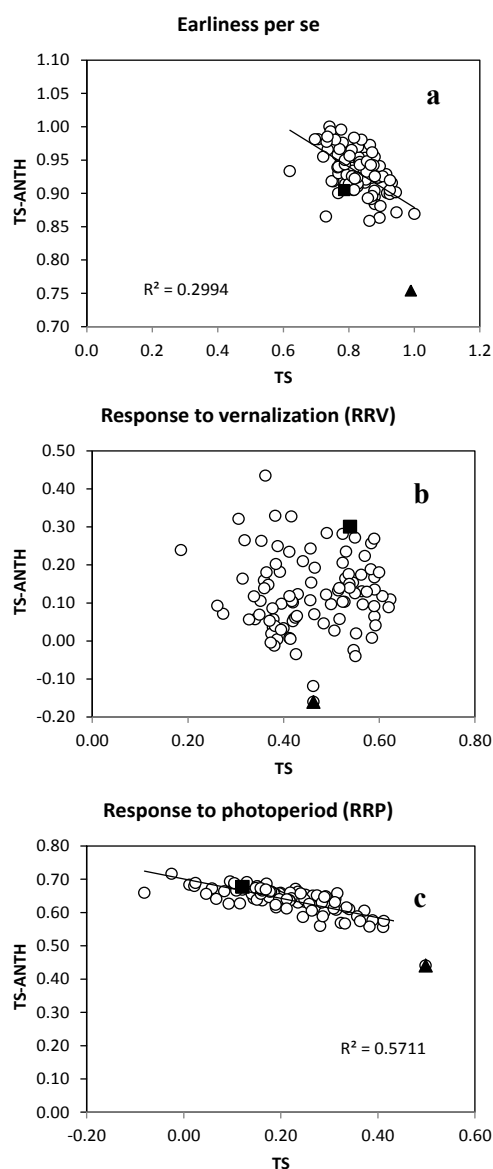 Earliness per se
1.10
1.05
1.00
0.95
0.90
0.85
0.80
0.75
0.70
TS-ANTH
a
R² = 0.2994
0.0 0.2 0.4 0.6 0.8 1.0 1.2
TS
Response to vernalization (RRV)
0.50
0.40
0.30
0.20
0.10
0.00
-0.10
-0.20
TS-ANTH
b
0.00 0.20 0.40 0.60 0.80
TS
Response to photoperiod (RRP)
0.80
0.70
0.60
0.50
0.40
0.30
0.20
0.10
0.00
TS-ANTH
c
R² = 0.5711
-0.20 0.00 0.20 0.40 0.60
TS